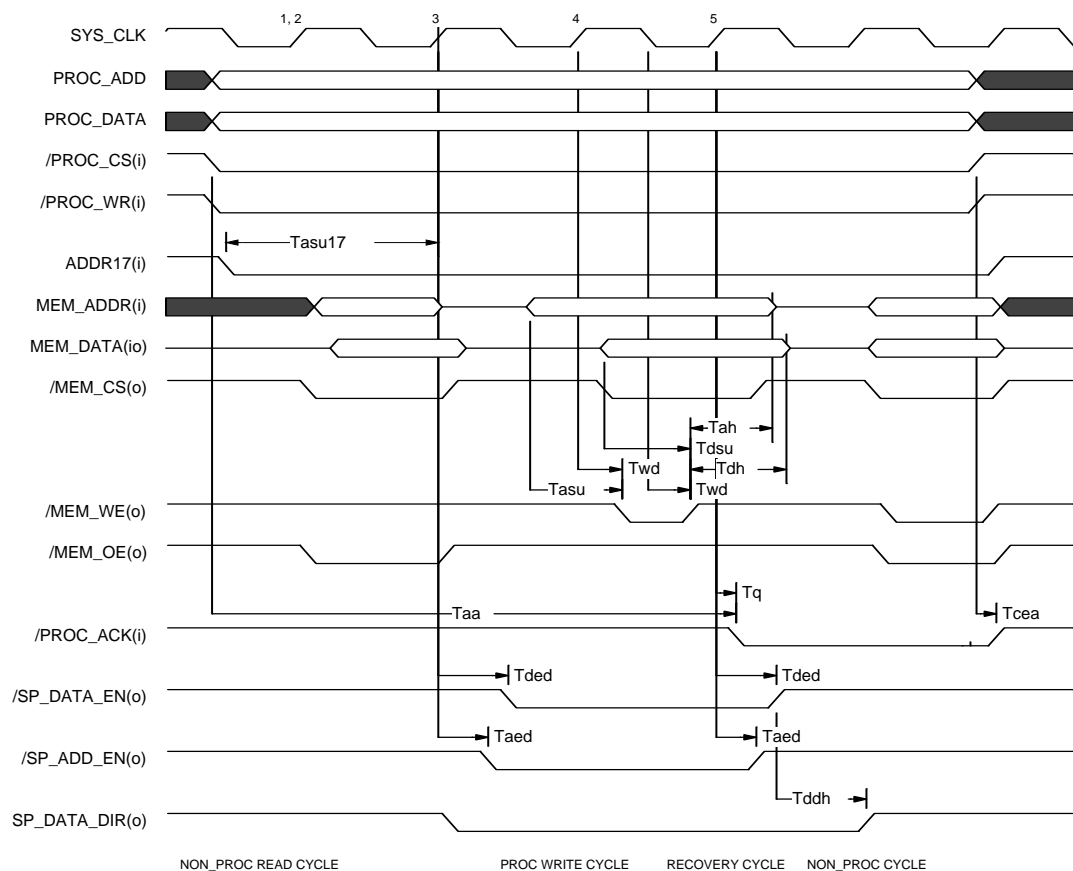 1, 2 3 4 5
SYS_CLK
PROC_ADD
PROC_DATA
/PROC_CS(i)
/PROC_WR(i)
Tasu17
ADDR17(i)
MEM_ADDR(i)
MEM_DATA(io)
/MEM_CS(o)
Tah
Tdsu
Twd Tdh
Tasu Twd
/MEM_WE(o)
/MEM_OE(o)
Tq
Taa Tcea
/PROC_ACK(i)
Tded Tded
/SP_DATA_EN(o)
Taed Taed
/SP_ADD_EN(o)
Tddh
SP_DATA_DIR(o)
NON_PROC READ CYCLE PROC WRITE CYCLE RECOVERY CYCLE NON_PROC CYCLE